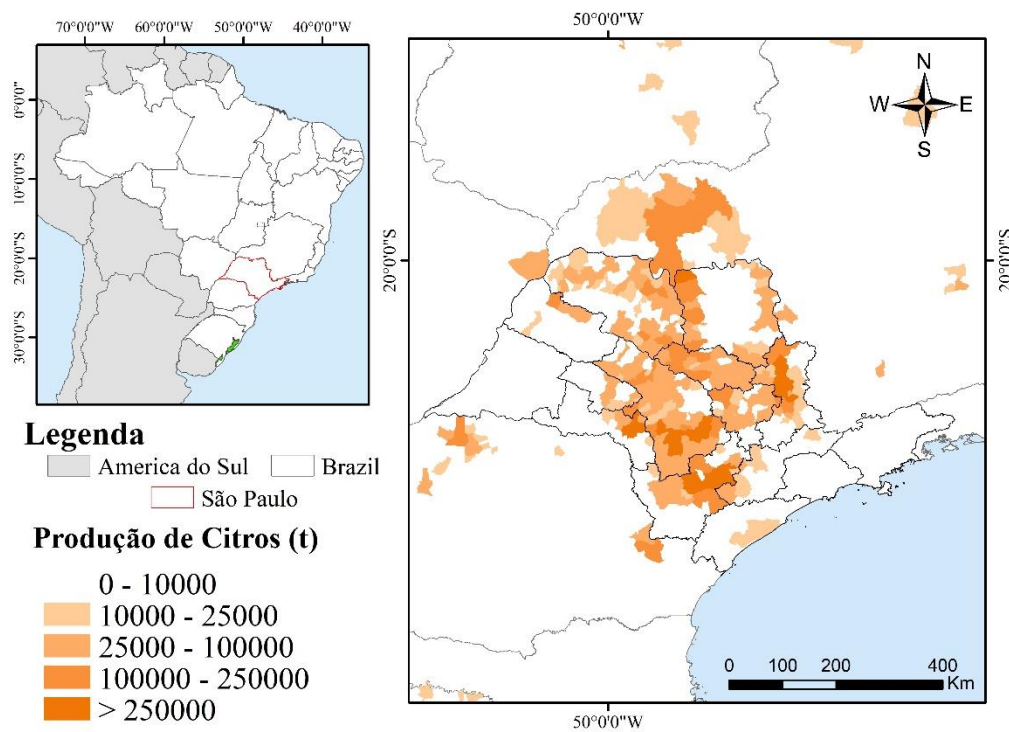 70°0'0"W 60°0'0"W 50°0'0"W 40°0'0"W
0°0'0"
10°0'0"S
20°0'0"S
30°0'0"S
Legenda
America do Sul Brazil
São Paulo
Produção de Citros (t)
0 - 10000
10000 - 25000
25000 - 100000
100000 - 250000
> 250000
50°0'0"W
N
W E
S
20°0'0"S 20°0'0"S
0 100 200 400
Km
50°0'0"W